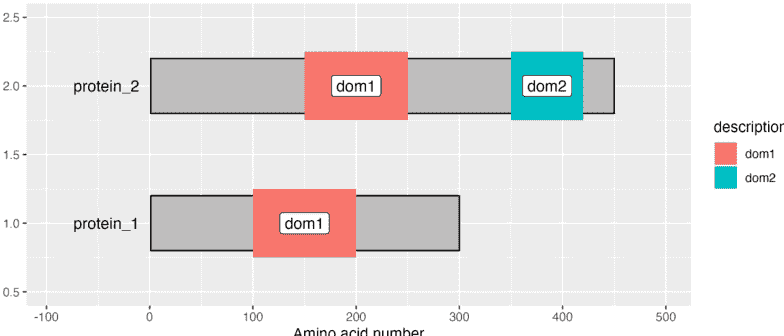 2.5
protein_2
2.0
dom1
dom2
description
dom1
1.5
dom2
protein_1
1.0
dom1
0.5
-100
0
100
200
300
400
500
Amino acid number